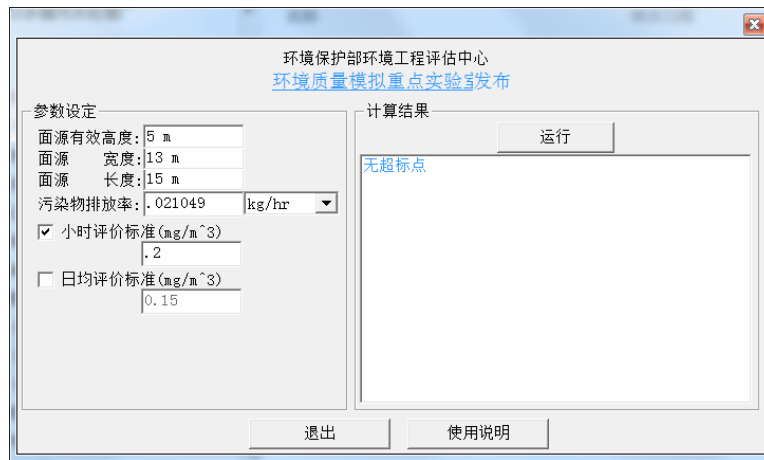 环境保护部环境工程评估中心
环境质量模拟重点实验室发布
参数设定
面源有效高度: 5 m
面源 宽度: 13 m
面源 长度: 15 m
污染物排放率: .021049 kg/hr
小时评价标准(mg/m^3)
.2
日均评价标准(mg/m^3)
0.15
计算结果
运行
无超标点
退出 使用说明